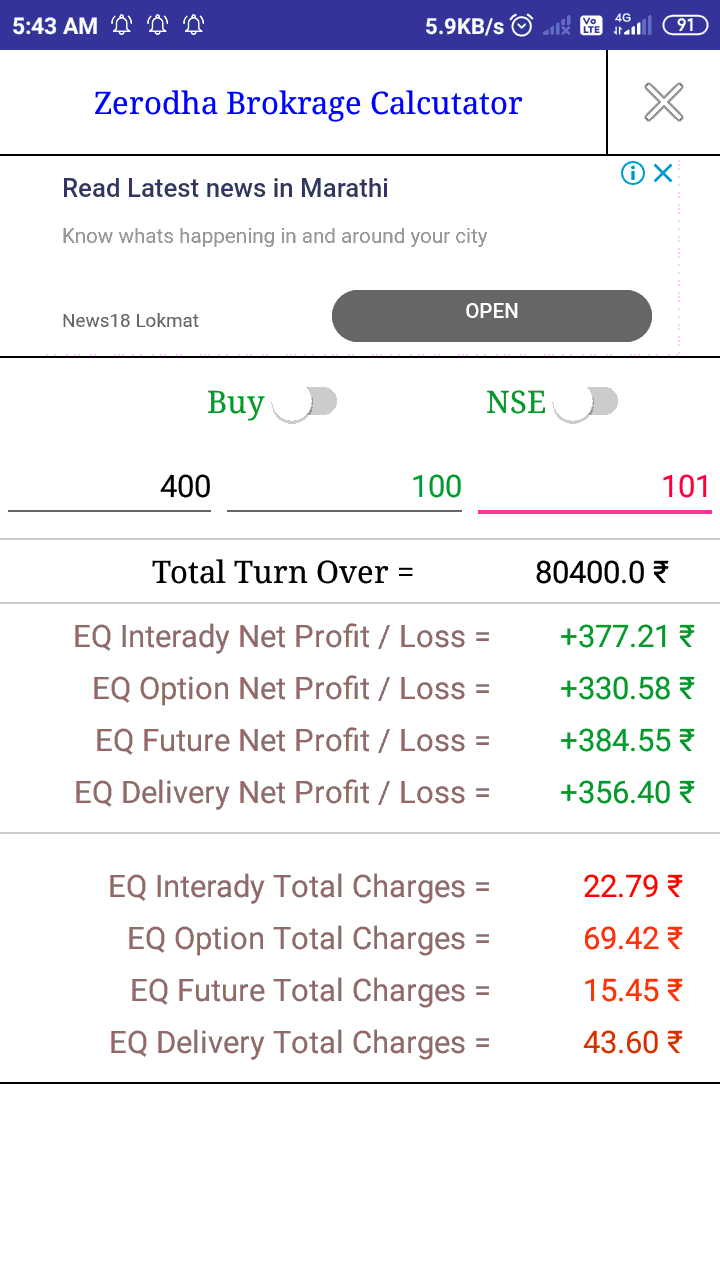 5:43 AM 5.9KB/s Vo LTE 4G 91
Zerodha Brokrage Calcutator
Read Latest news in Marathi
Know whats happening in and around your city
News18 Lokmat OPEN
Buy NSE
400 100 101
Total Turn Over = 80400.0 ₹
EQ Interady Net Profit / Loss = +377.21 ₹
EQ Option Net Profit / Loss = +330.58 ₹
EQ Future Net Profit / Loss = +384.55 ₹
EQ Delivery Net Profit / Loss = +356.40 ₹
EQ Interady Total Charges = 22.79 ₹
EQ Option Total Charges = 69.42 ₹
EQ Future Total Charges = 15.45 ₹
EQ Delivery Total Charges = 43.60 ₹